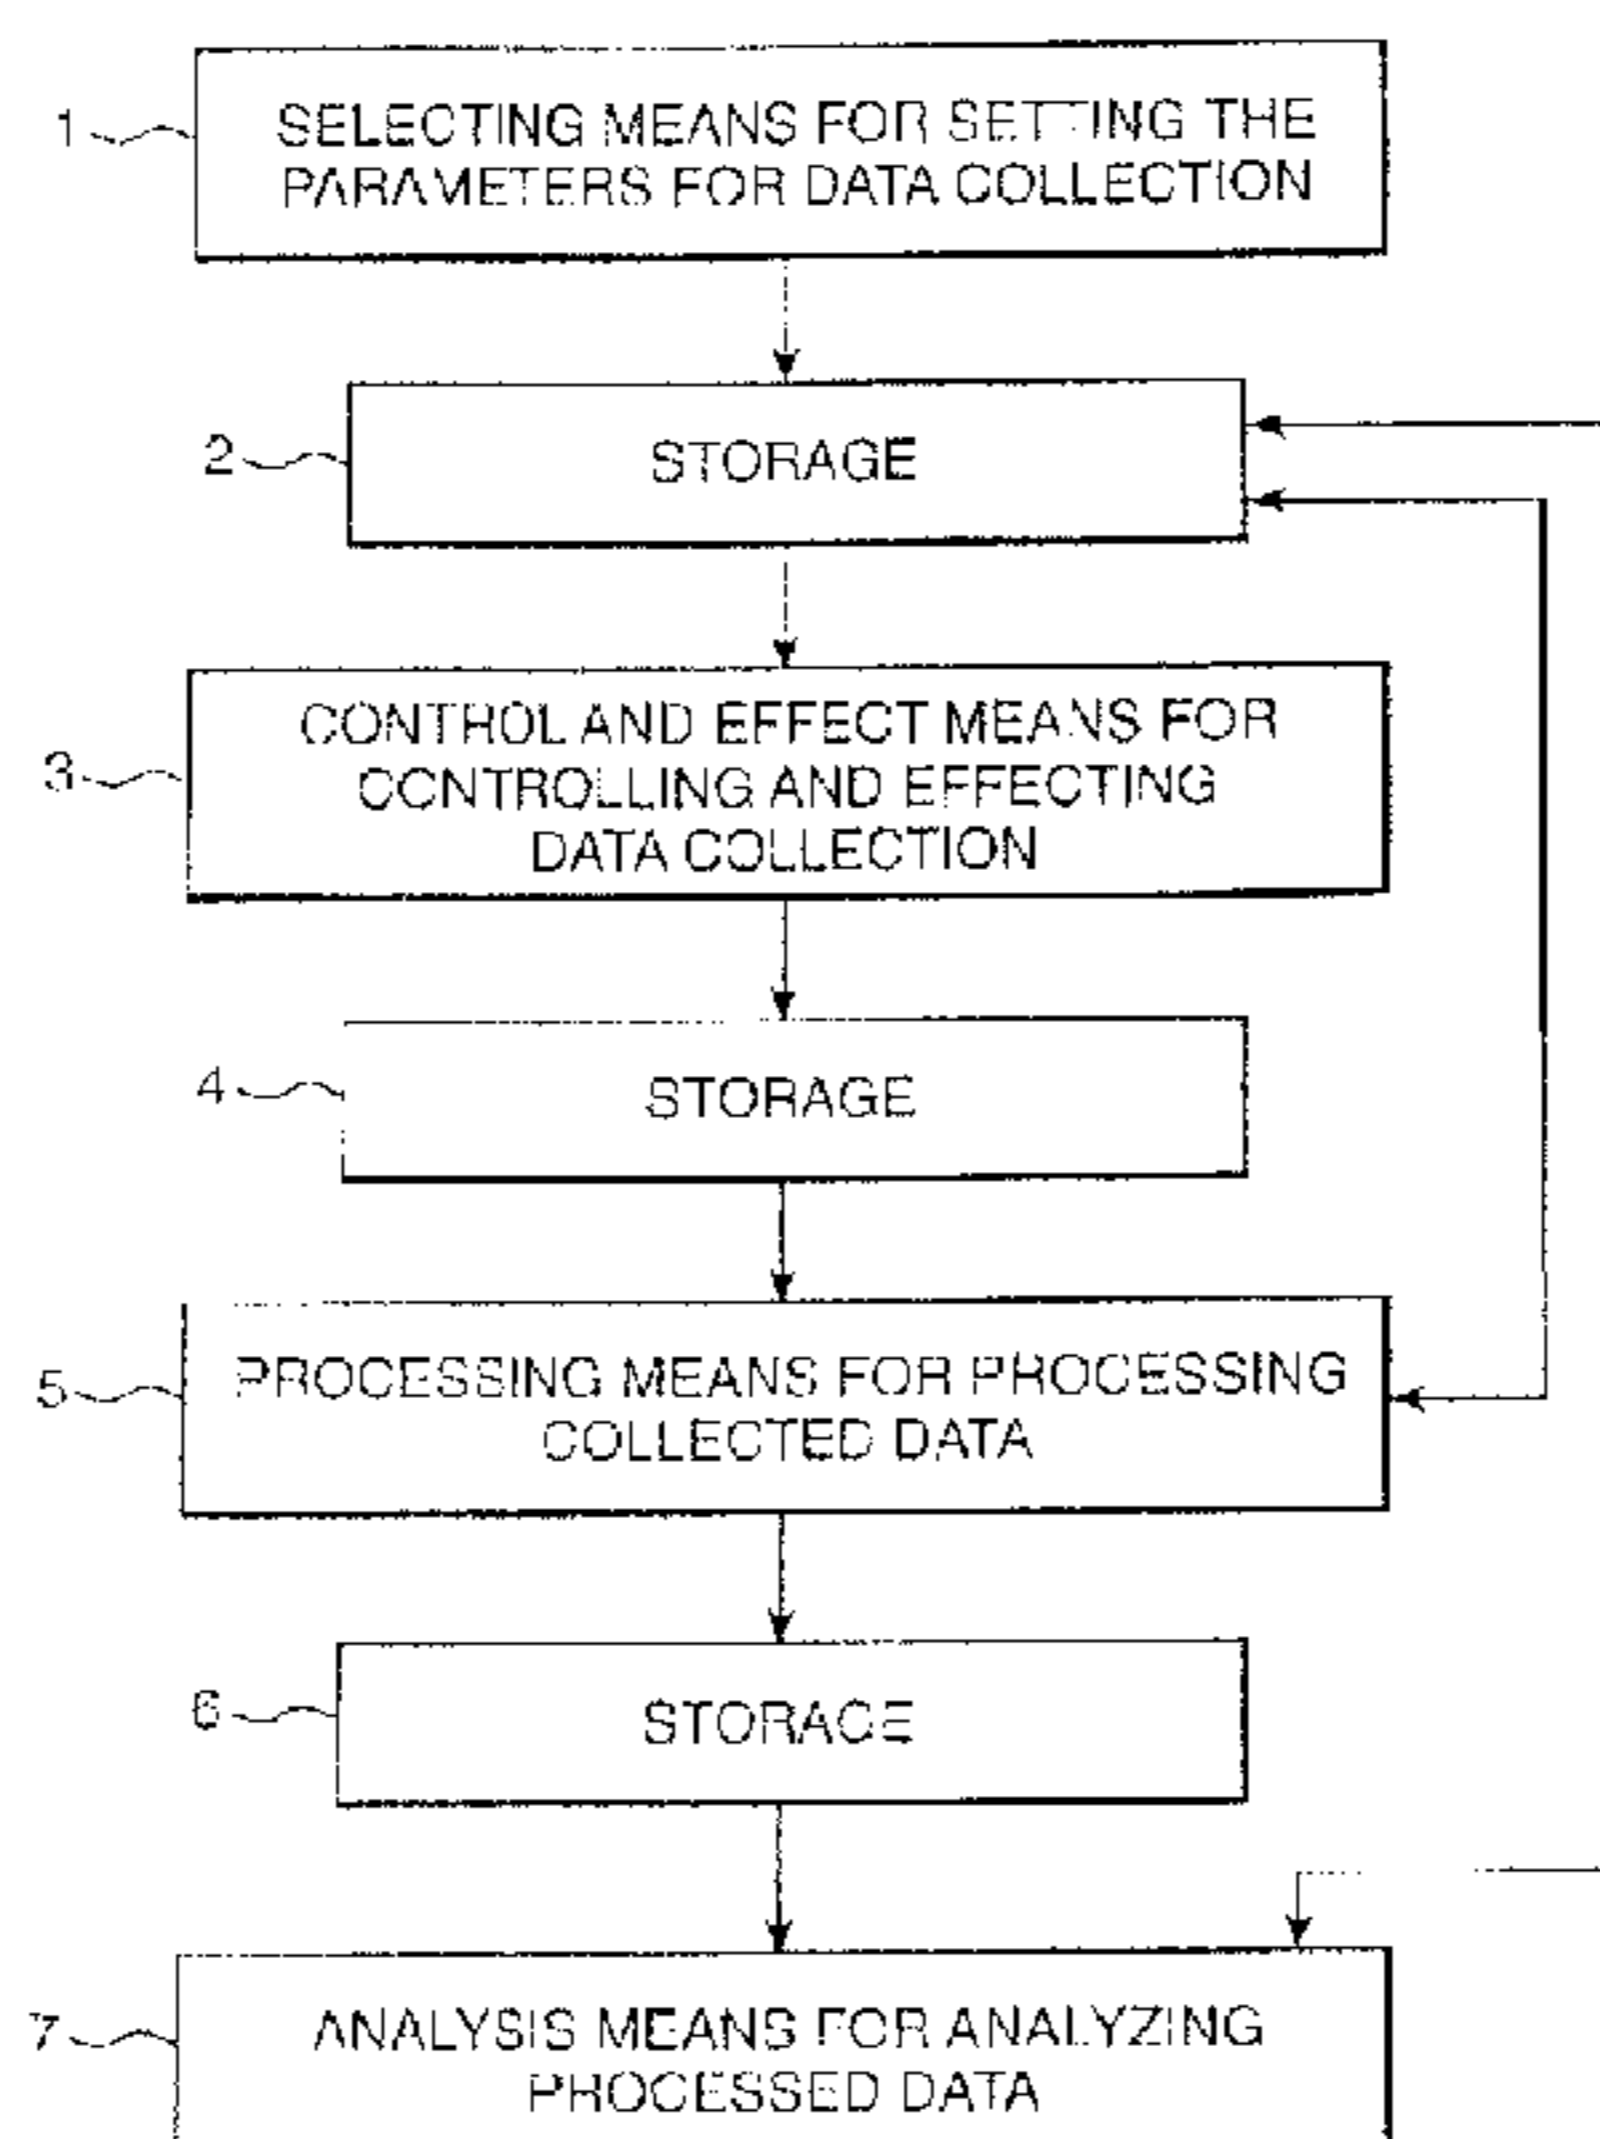 1
SELECTING MEANS FOR SETTING THE
PARAMETERS FOR DATA COLLECTION
2
STORAGE
3
CONTROL AND EFFECT MEANS FOR
CONTROLLING AND EFFECTING
DATA COLLECTION
4
STORAGE
5
PROCESSING MEANS FOR PROCESSING
COLLECTED DATA
6
STORAGE
7
ANALYSIS MEANS FOR ANALYZING
PROCESSED DATA